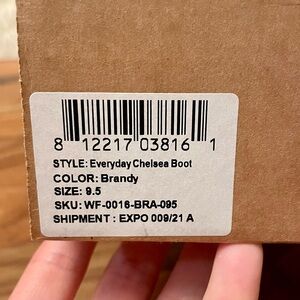 8 12217 03816 1
STYLE: Everyday Chelsea Boot
COLOR: Brandy
SIZE: 9.5
SKU: WF-0016-BRA-095
SHIPMENT : EXPO 009/21 A